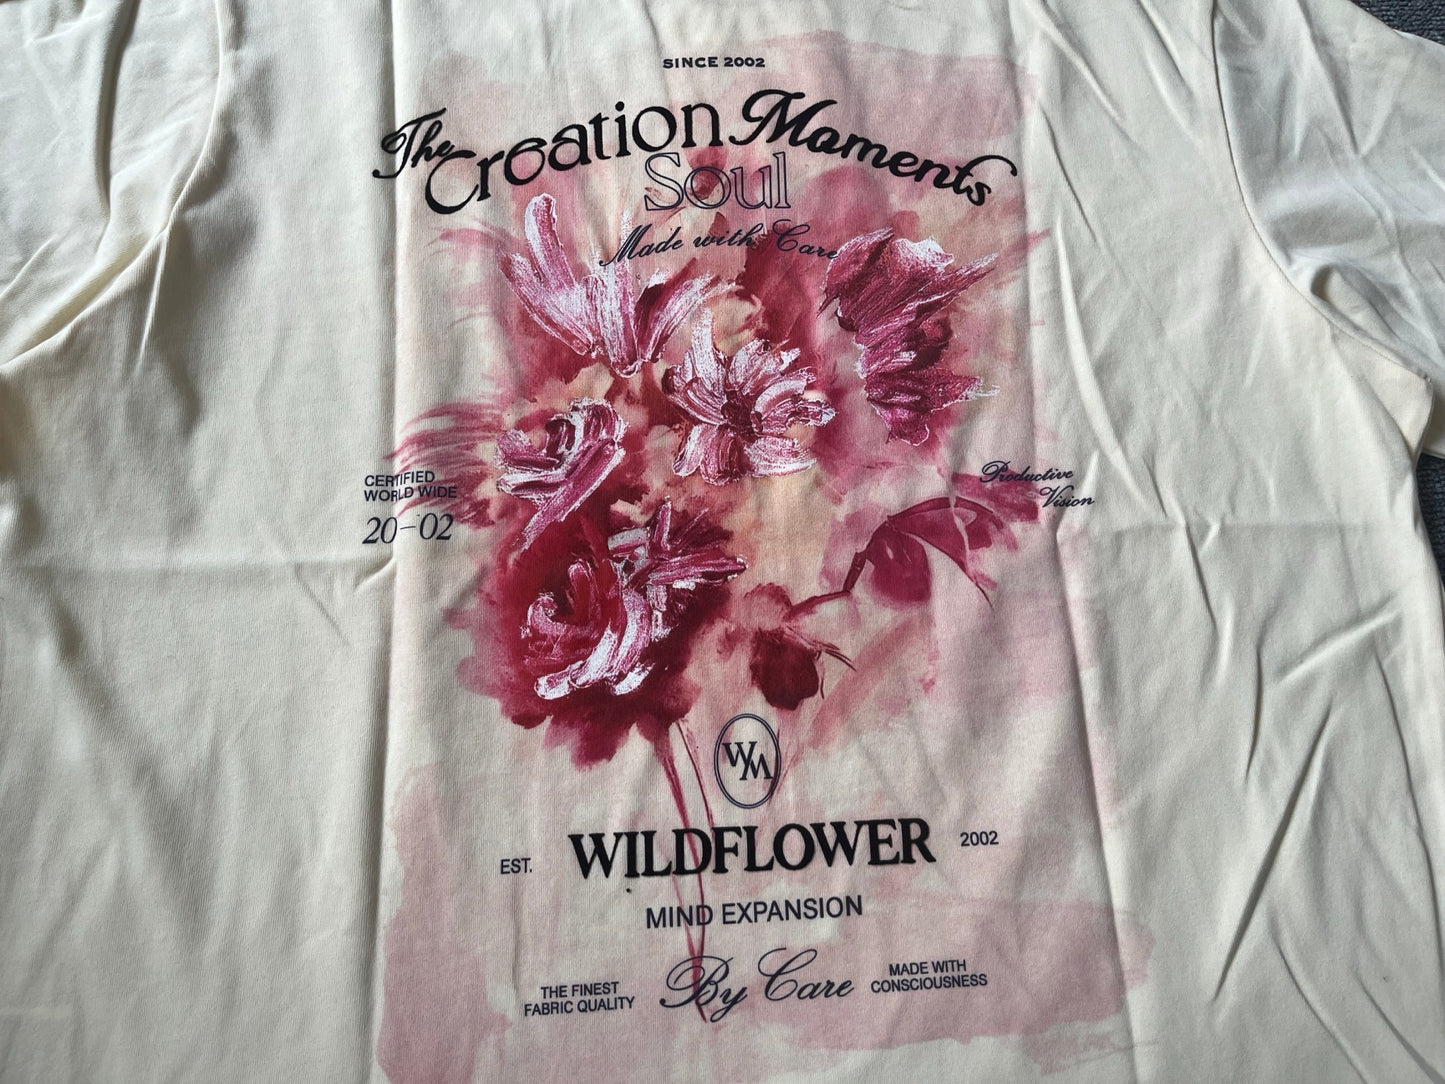 SINCE 2002
The Creation Moments
Soul
Made with Care
CERTIFIED
WORLD WIDE
20-02
Productive
Vision
WM
EST. WILDFLOWER 2002
MIND EXPANSION
THE FINEST
FABRIC QUALITY
By Care
MADE WITH
CONSCIOUSNESS